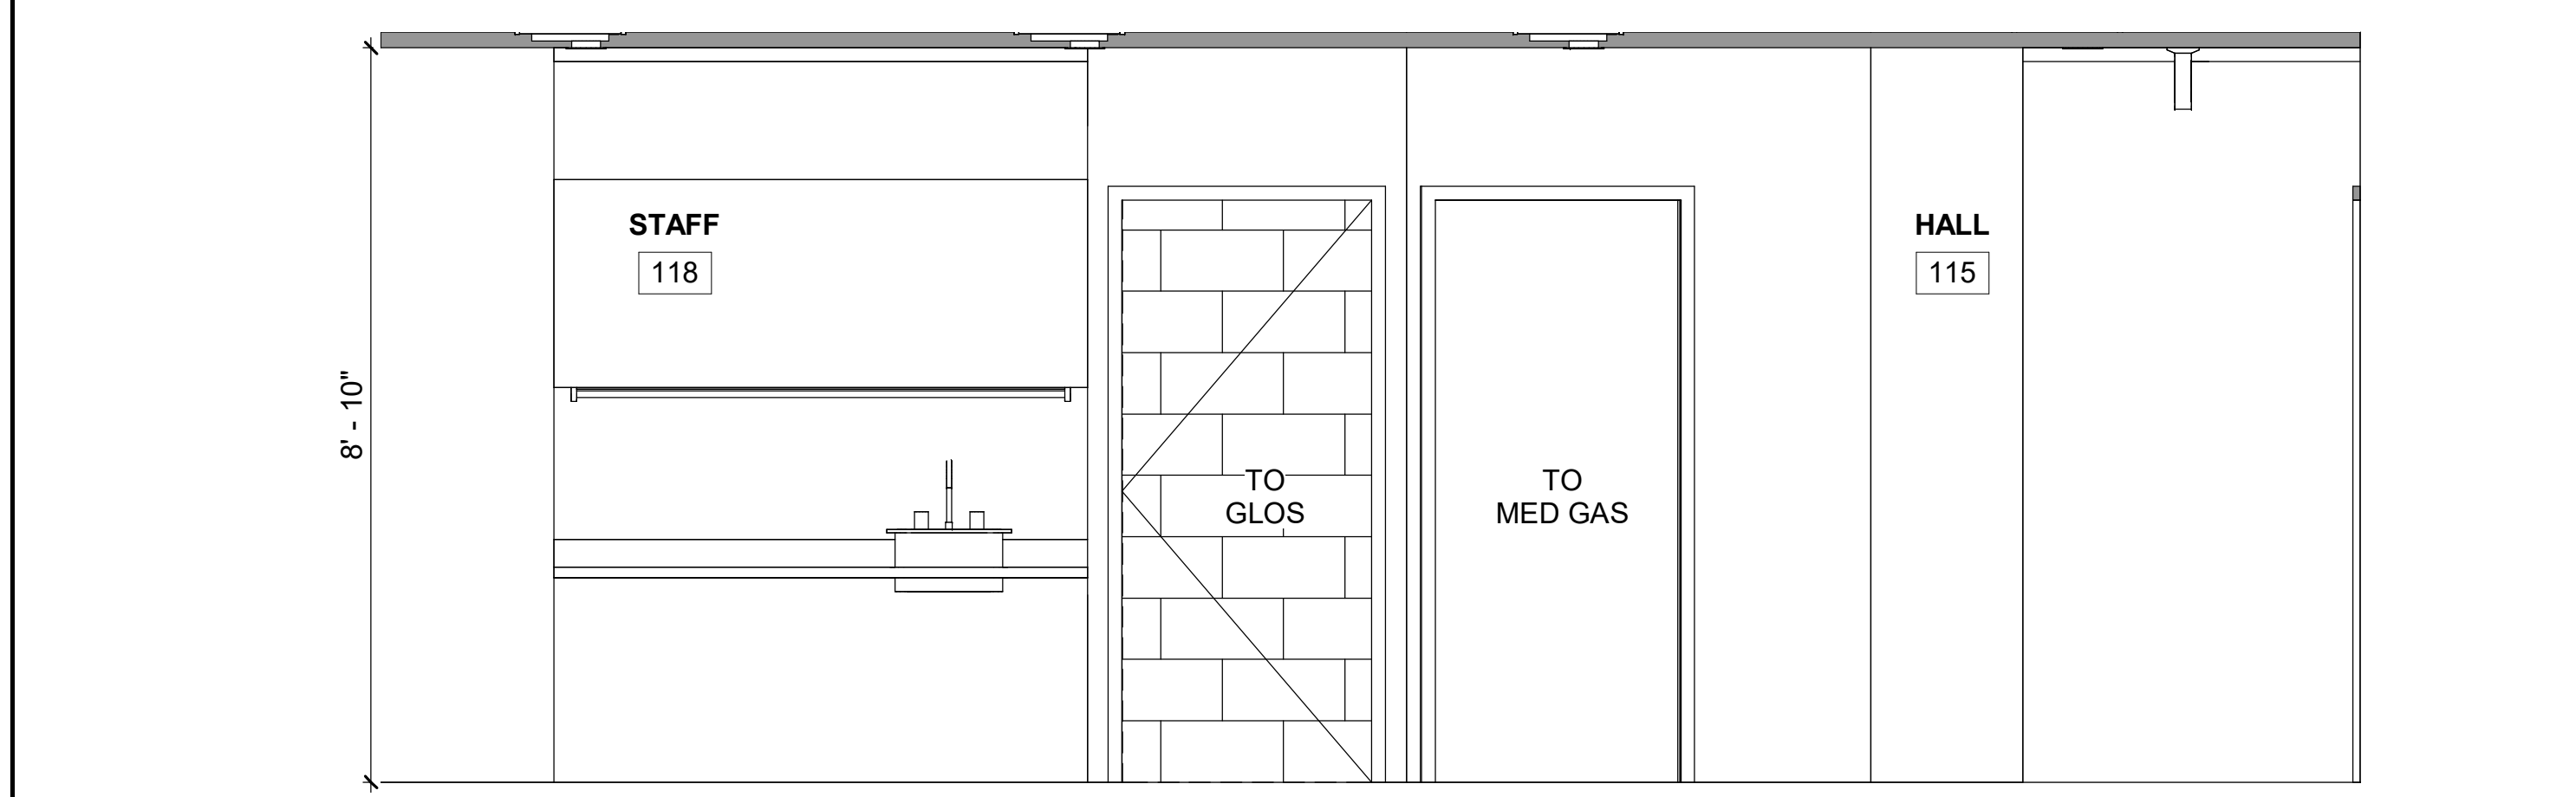 STAFF
118
HALL
115
8' - 10"
TO
GLOS
TO
MED GAS